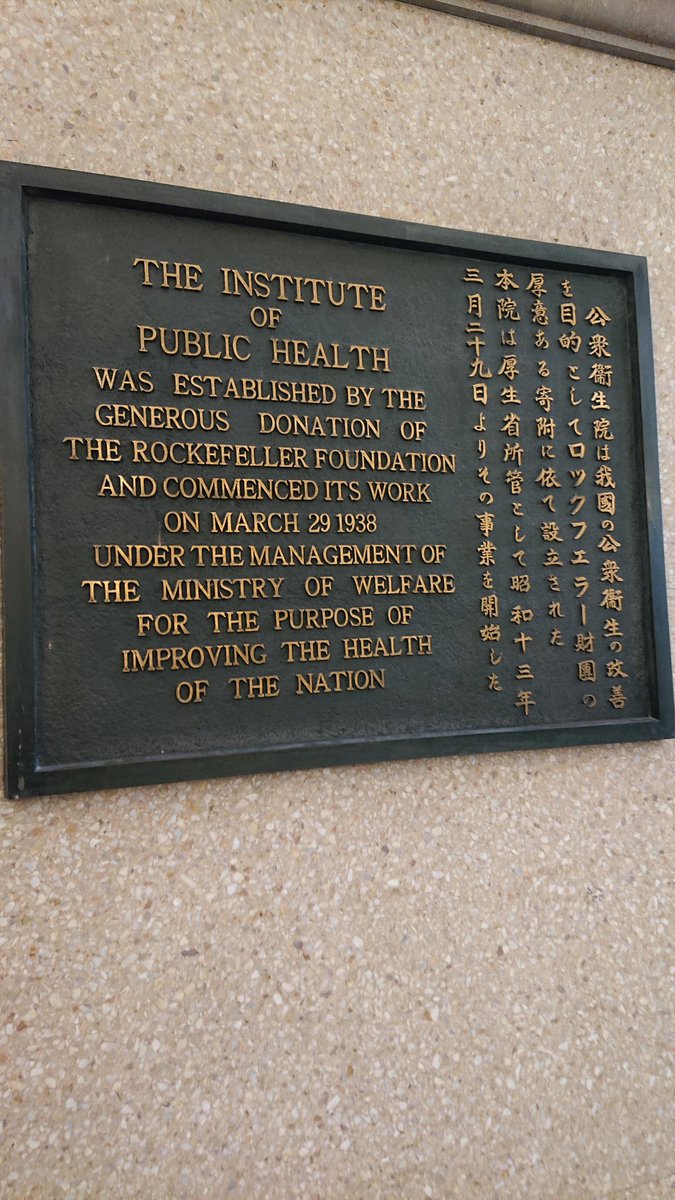 THE INSTITUTE
OF
PUBLIC HEALTH
WAS ESTABLISHED BY THE
GENEROUS DONATION OF
THE ROCKEFELLER FOUNDATION
AND COMMENCED ITS WORK
ON MARCH 29 1938
UNDER THE MANAGEMENT OF
THE MINISTRY OF WELFARE
FOR THE PURPOSE OF
IMPROVING THE HEALTH
OF THE NATION
公衆衞生院は我國の公衆衞生の改善
を目的としてロックフエラー財團の
厚意ある寄附に依て設立された
本院は厚生省所管として昭和十三年
三月二十九日よりその事業を開始した